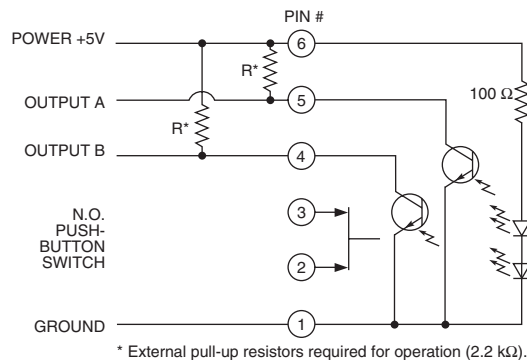 PIN #
POWER +5V
6
R*
OUTPUT A
5
100 Ω
R*
OUTPUT B
4
N.O.
PUSH-
BUTTON
SWITCH
3
2
GROUND
1
* External pull-up resistors required for operation (2.2 kΩ).